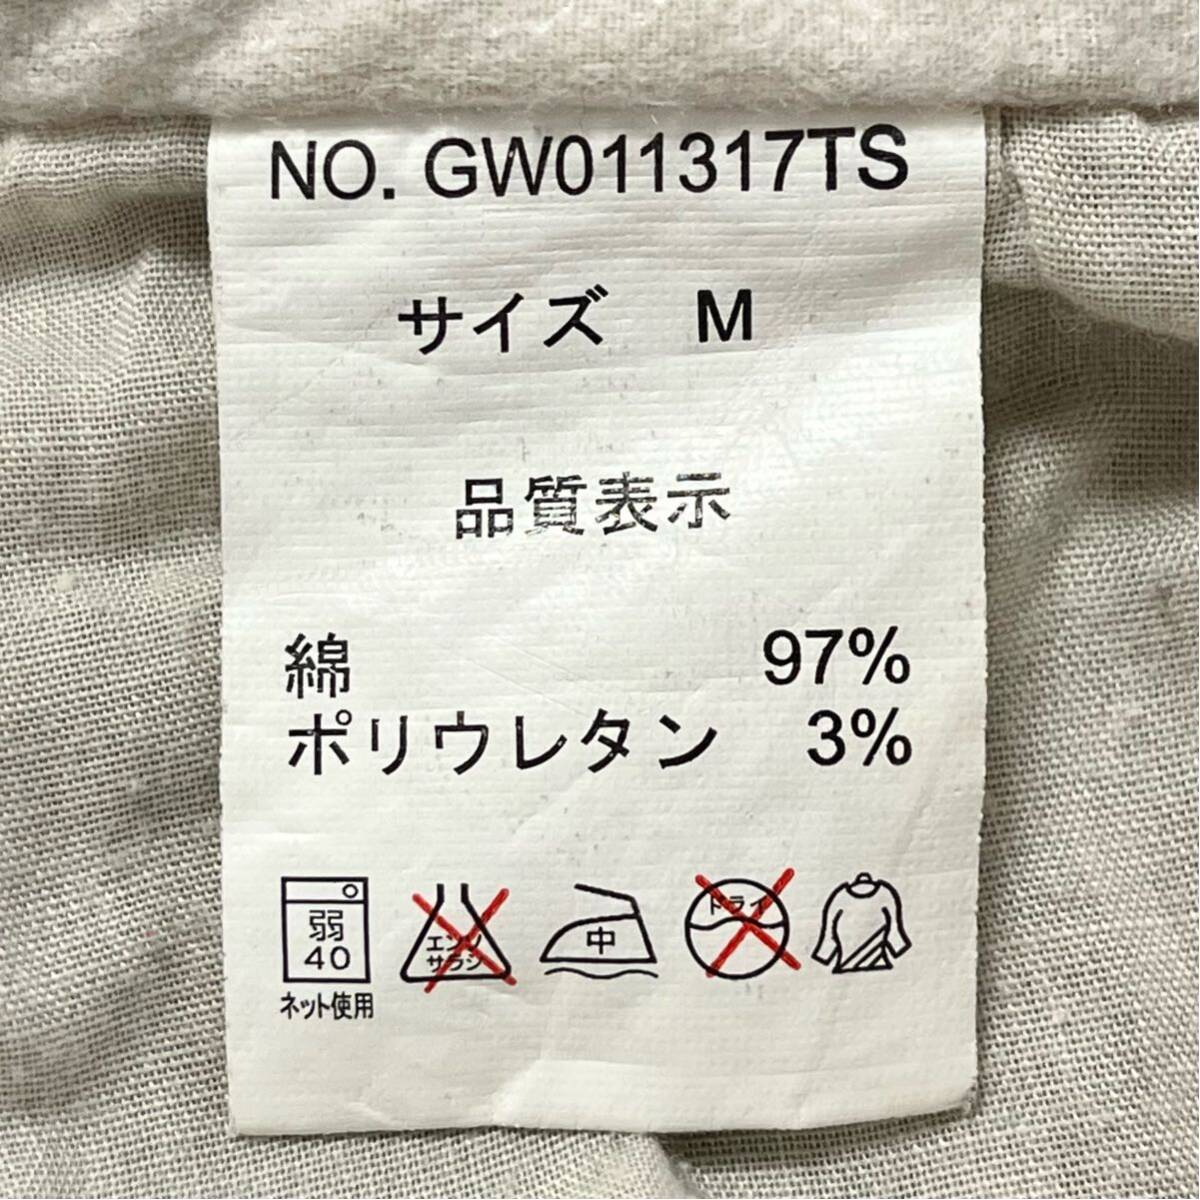 NO. GW011317TS
サイズ M
品質表示
綿 97%
ポリウレタン 3%
弱
40
ネット使用
エンソ
サラシ
中
ドライ